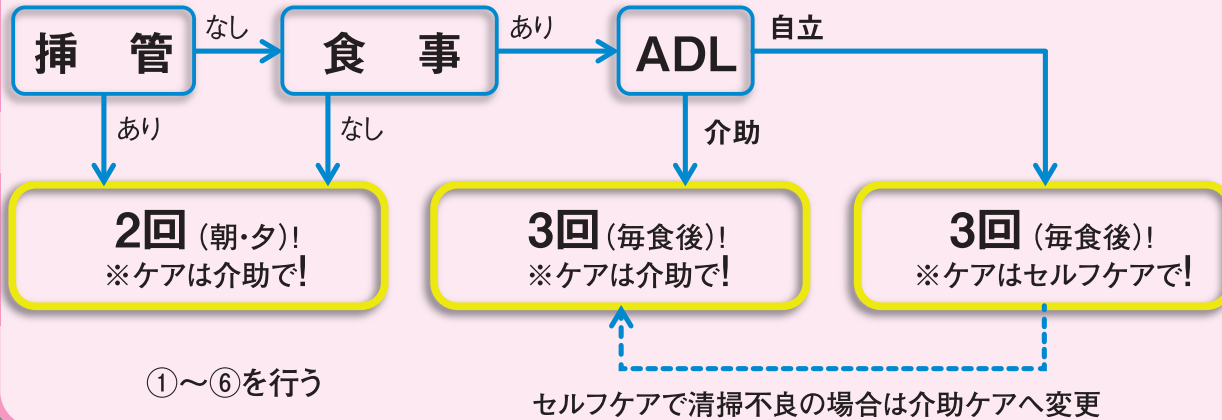 挿管
なし
食事
あり
ADL
自立
あり
なし
介助
2回(朝・夕)!
※ケアは介助で!
3回(毎食後)!
※ケアは介助で!
3回(毎食後)!
※ケアはセルフケアで!
①〜⑥を行う
セルフケアで清掃不良の場合は介助ケアへ変更